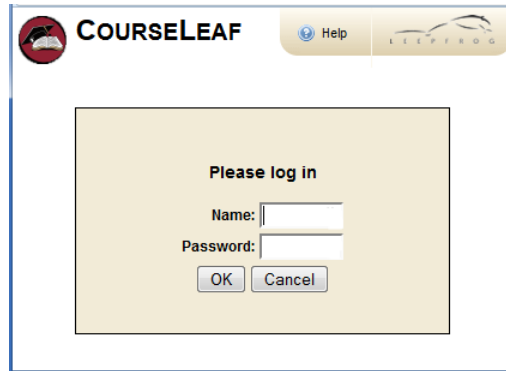 COURSELEAF
Help
LEEPFROG
Please log in
Name:
Password:
OK Cancel